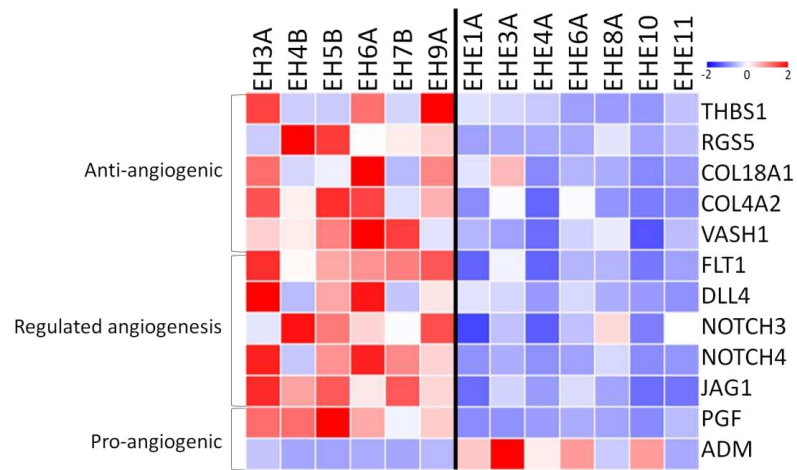 EH3A EH4B EH5B EH6A EH7B EH9A EHE1A EHE3A EHE4A EHE6A EHE8A EHE10 EHE11
-2 0 2
Anti-angiogenic
THBS1
RGS5
COL18A1
COL4A2
VASH1
Regulated angiogenesis
FLT1
DLL4
NOTCH3
NOTCH4
JAG1
Pro-angiogenic
PGF
ADM